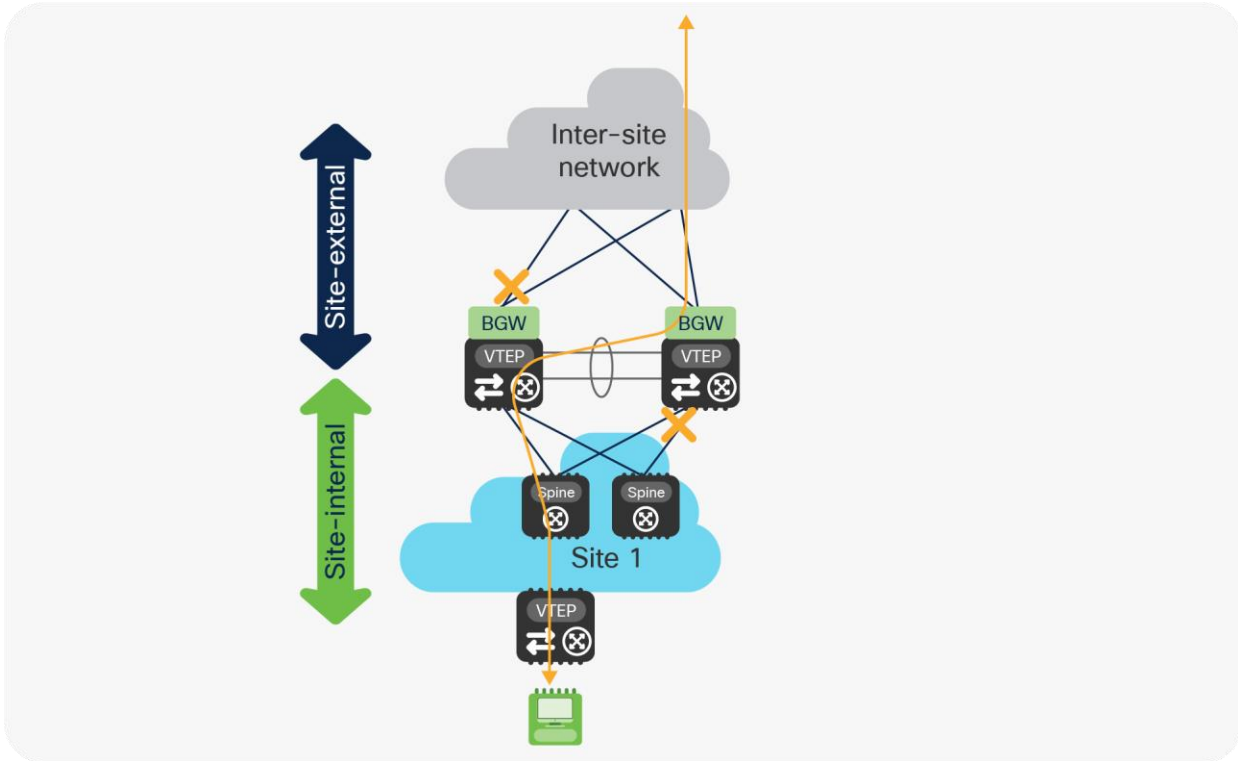 Inter-site
network
Site-external
BGW
BGW
VTEP
VTEP
Site-internal
Spine
Spine
Site 1
VTEP